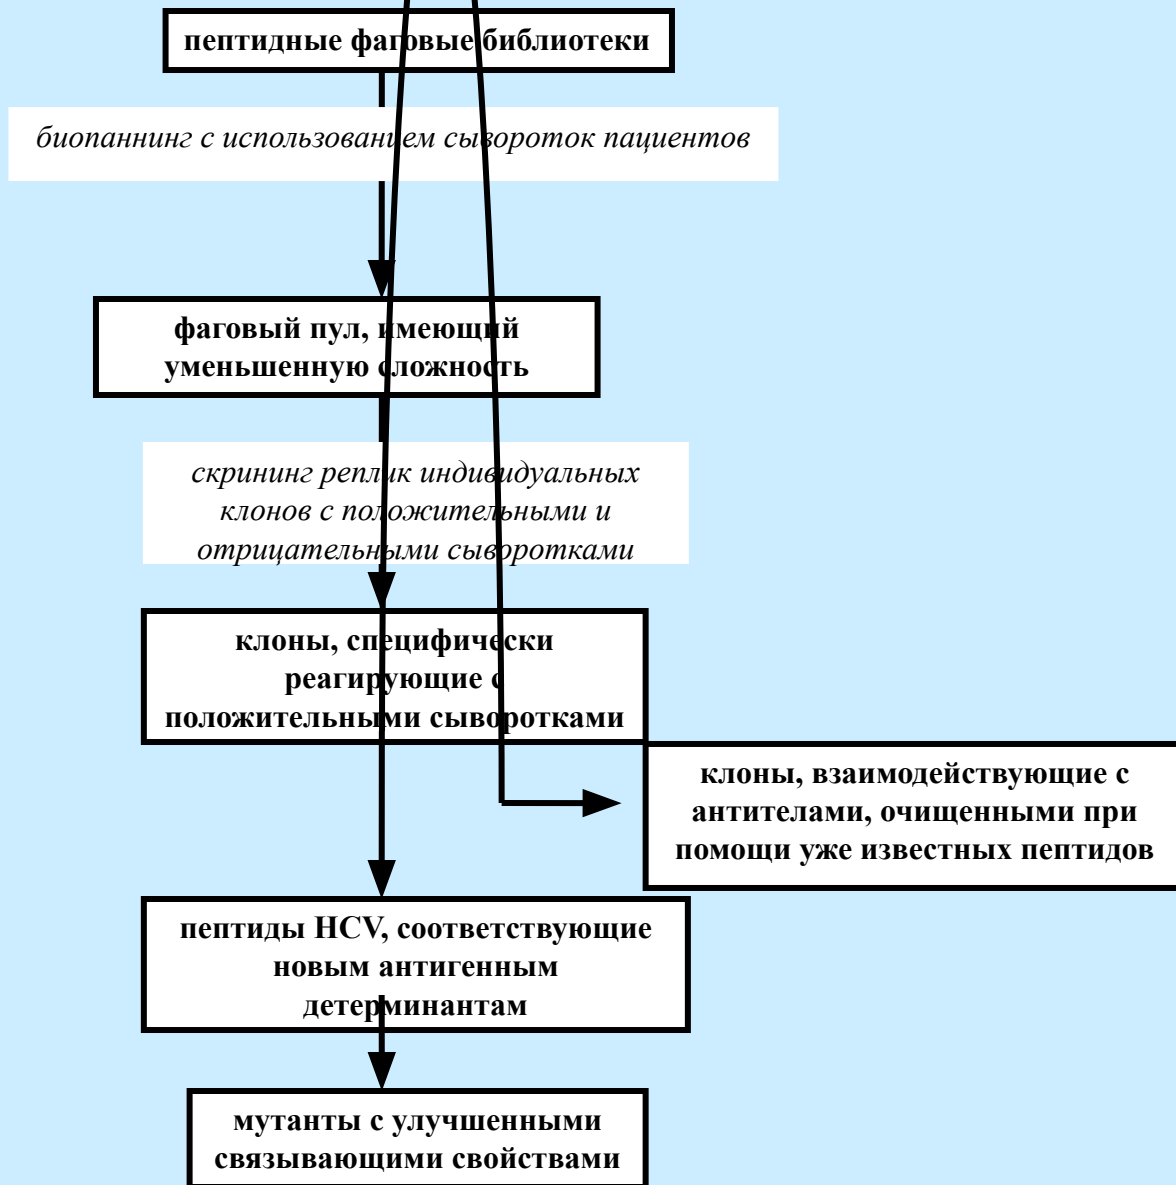 пептидные фаговые библиотеки
биопаннинг с использованием сывороток пациентов
фаговый пул, имеющий
уменьшенную сложность
скрининг реплик индивидуальных
клонов с положительными и
отрицательными сыворотками
клоны, специфически
реагирующие с
положительными сыворотками
клоны, взаимодействующие с
антителами, очищенными при
помощи уже известных пептидов
пептиды HCV, соответствующие
новым антигенным
детерминантам
мутанты с улучшенными
связывающими свойствами